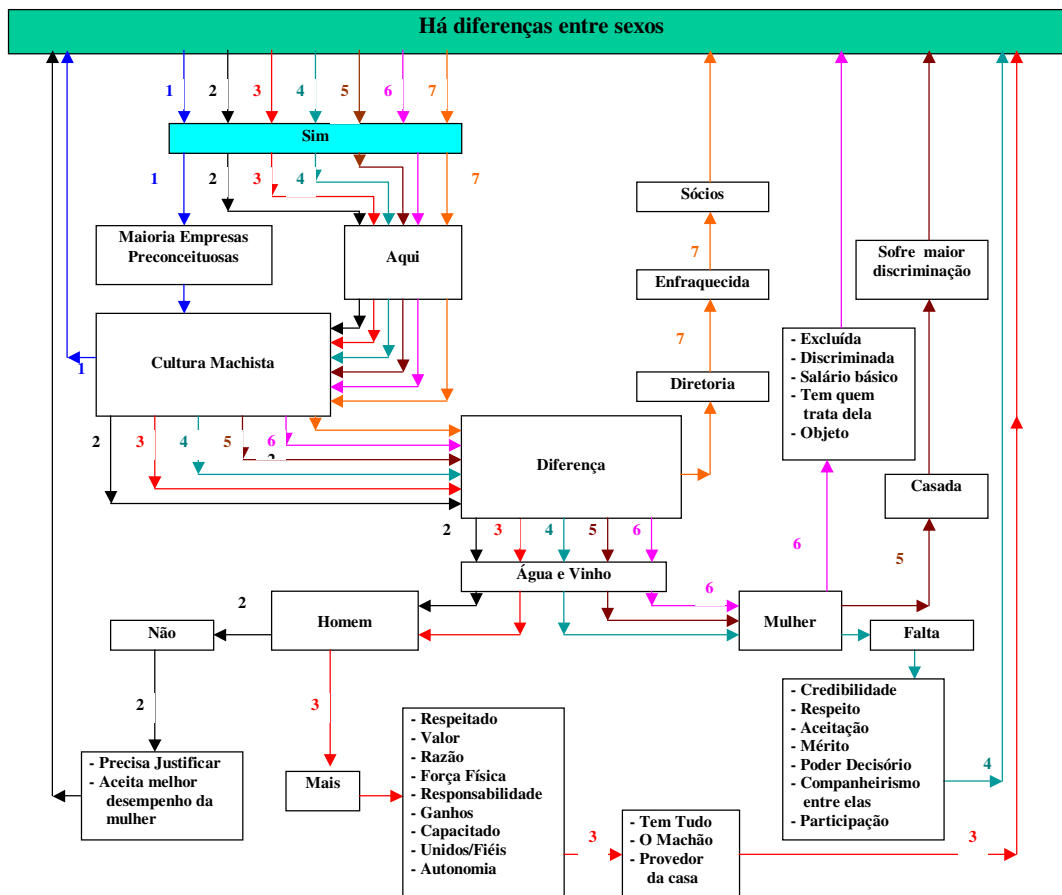 Há diferenças entre sexos
1 2 3 4 5 6 7
Sim
1 2 3 4 7
Maioria Empresas
Preconceituosas
Aqui
Cultura Machista
1
2 3 4 5 6
2
Diferença
Sócios
7
Enfraquecida
7
Diretoria
Sofre maior
discriminação
- Excluída
- Discriminada
- Salário básico
- Tem quem
trata dela
- Objeto
Casada
6
5
2 3 4 5 6
Água e Vinho
6
2
Homem
Não
Mulher
Falta
2
3
- Precisa Justificar
- Aceita melhor
desempenho da
mulher
Mais
- Respeitado
- Valor
- Razão
- Força Física
- Responsabilidade
- Ganhos
- Capacitado
- Unidos/Fiéis
- Autonomia
3
- Tem Tudo
- O Machão
- Provedor
da casa
3
- Credibilidade
- Respeito
- Aceitação
- Mérito
- Poder Decisório
- Companheirismo
entre elas
- Participação
4